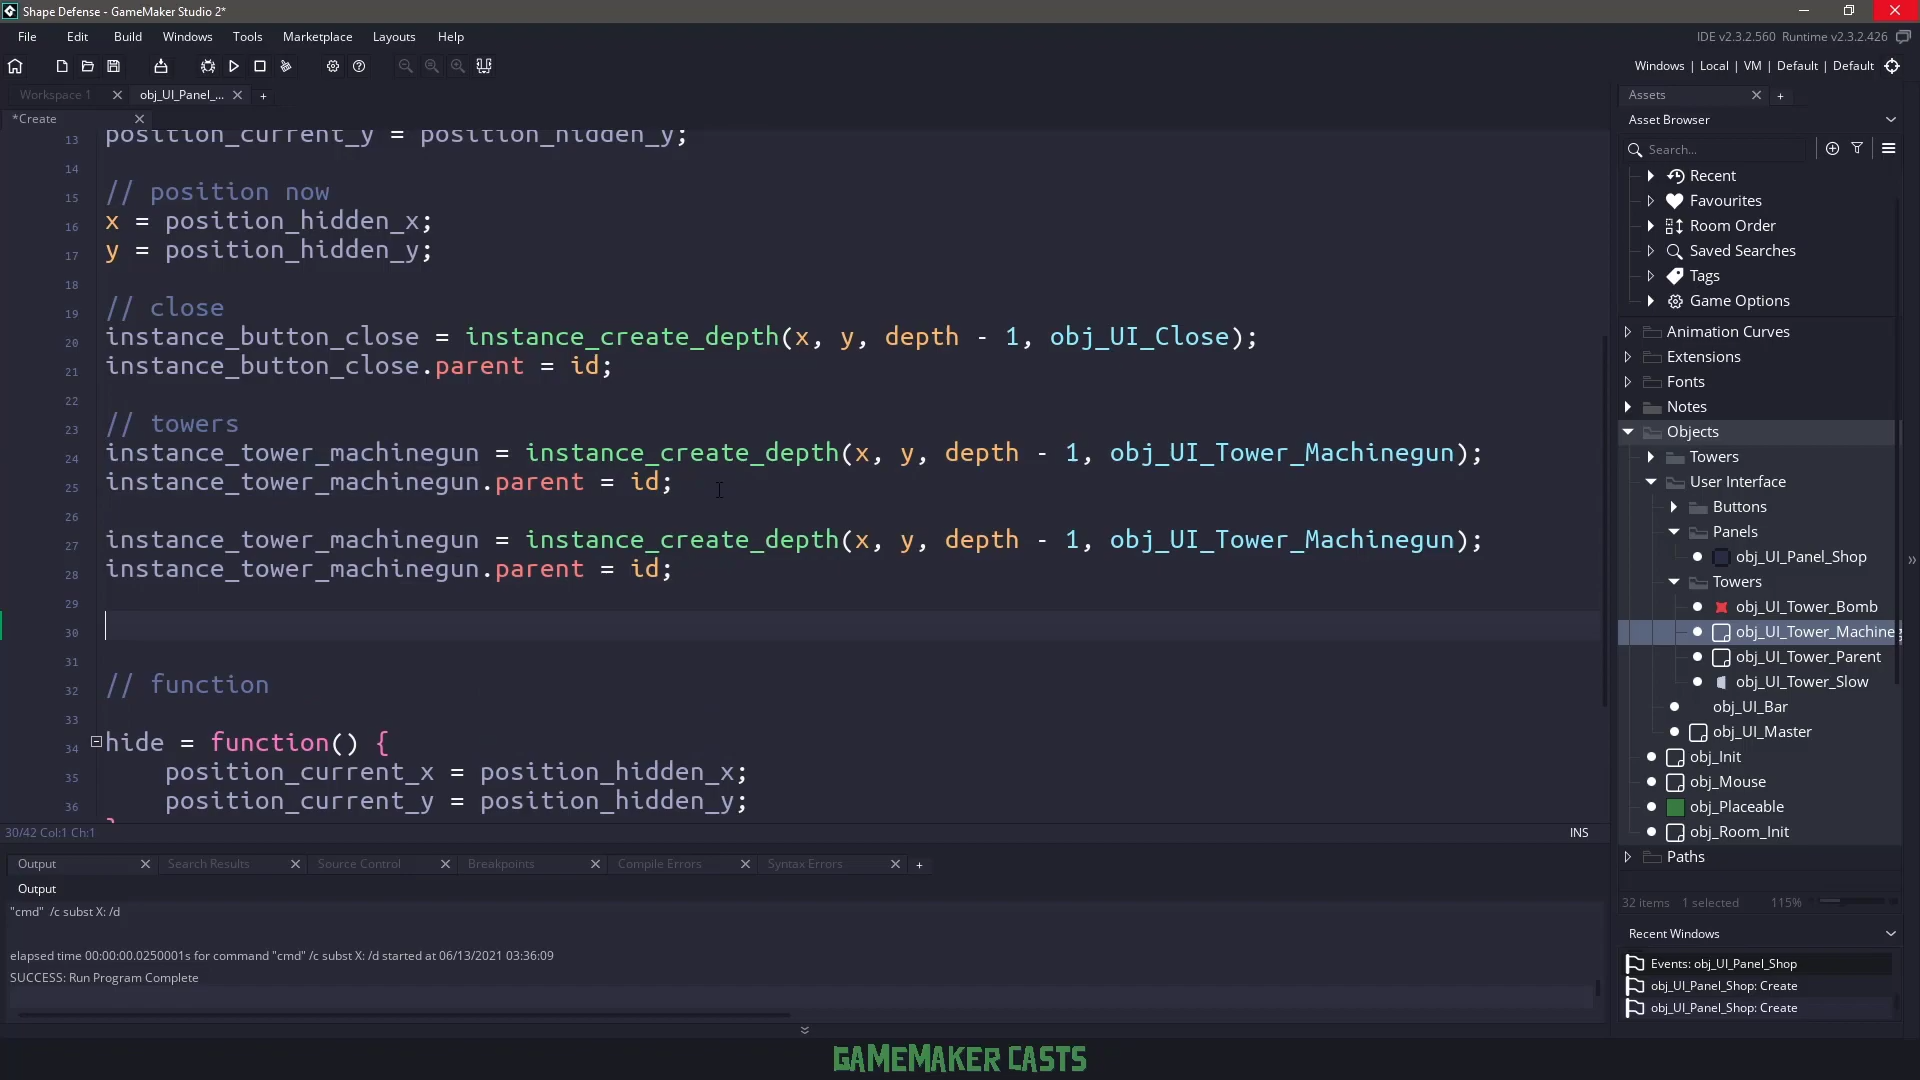 Shape Defense - GameMaker Studio 2*
File Edit Build Windows Tools Marketplace Layouts Help
IDE v2.3.2.560 Runtime v2.3.2.426
Windows | Local | VM | Default | Default
Workspace 1 obj_UI_Panel_... +
*Create
13 position_current_y = position_hidden_y;
14
15 // position now
16 x = position_hidden_x;
17 y = position_hidden_y;
18
19 // close
20 instance_button_close = instance_create_depth(x, y, depth - 1, obj_UI_Close);
21 instance_button_close.parent = id;
22
23 // towers
24 instance_tower_machinegun = instance_create_depth(x, y, depth - 1, obj_UI_Tower_Machinegun);
25 instance_tower_machinegun.parent = id;
26
27 instance_tower_machinegun = instance_create_depth(x, y, depth - 1, obj_UI_Tower_Machinegun);
28 instance_tower_machinegun.parent = id;
29
30
31
32 // function
33
34 hide = function() {
35 position_current_x = position_hidden_x;
36 position_current_y = position_hidden_y;
30/42 Col:1 Ch:1
INS
Output Search Results Source Control Breakpoints Compile Errors Syntax Errors +
Output
"cmd" /c subst X: /d
elapsed time 00:00:00.0250001s for command "cmd" /c subst X: /d started at 06/13/2021 03:36:09
SUCCESS: Run Program Complete
Assets +
Asset Browser
Search...
Recent
Favourites
Room Order
Saved Searches
Tags
Game Options
Animation Curves
Extensions
Fonts
Notes
Objects
Towers
User Interface
Buttons
Panels
obj_UI_Panel_Shop
Towers
obj_UI_Tower_Bomb
obj_UI_Tower_Machineg
obj_UI_Tower_Parent
obj_UI_Tower_Slow
obj_UI_Bar
obj_UI_Master
obj_Init
obj_Mouse
obj_Placeable
obj_Room_Init
Paths
32 items 1 selected 115%
Recent Windows
Events: obj_UI_Panel_Shop
obj_UI_Panel_Shop: Create
obj_UI_Panel_Shop: Create
GAMEMAKER CASTS